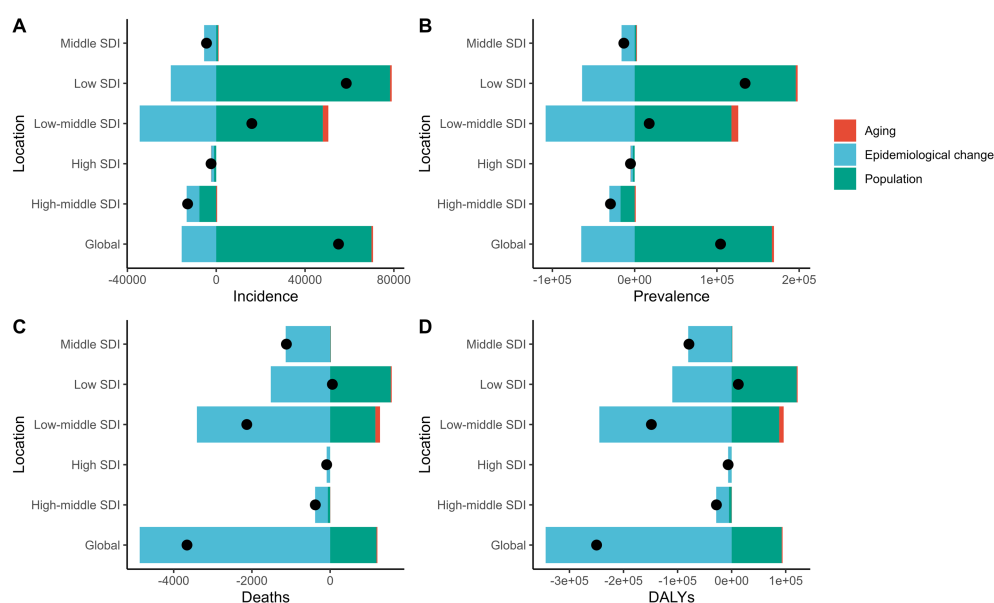 A
Location
Middle SDI
Low SDI
Low-middle SDI
High SDI
High-middle SDI
Global
-40000 0 40000 80000
Incidence
B
Location
Middle SDI
Low SDI
Low-middle SDI
High SDI
High-middle SDI
Global
-1e+05 0e+00 1e+05 2e+05
Prevalence
Aging
Epidemiological change
Population
C
Location
Middle SDI
Low SDI
Low-middle SDI
High SDI
High-middle SDI
Global
-4000 -2000 0
Deaths
D
Location
Middle SDI
Low SDI
Low-middle SDI
High SDI
High-middle SDI
Global
-3e+05 -2e+05 -1e+05 0e+00 1e+05
DALYs